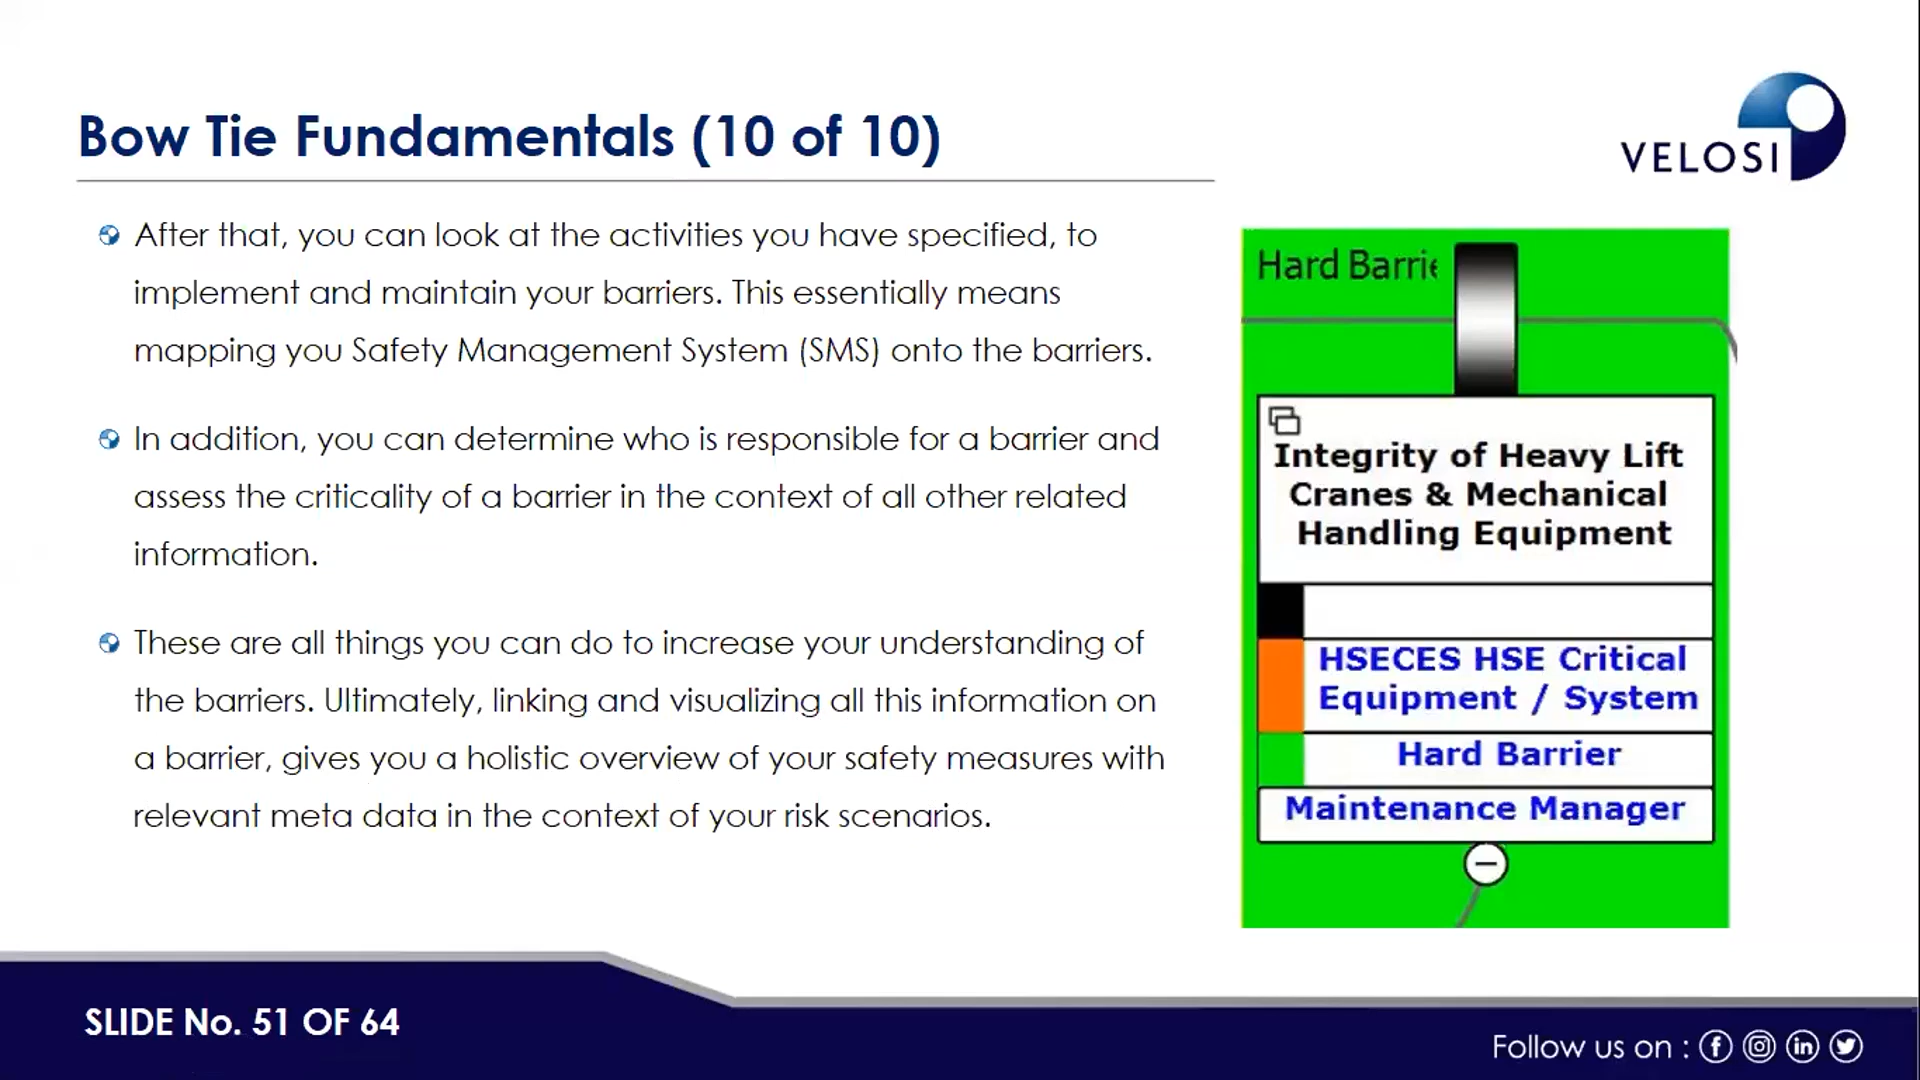 Bow Tie Fundamentals (10 of 10)
VELOSI
After that, you can look at the activities you have specified, to
implement and maintain your barriers. This essentially means
mapping you Safety Management System (SMS) onto the barriers.
In addition, you can determine who is responsible for a barrier and
assess the criticality of a barrier in the context of all other related
information.
These are all things you can do to increase your understanding of
the barriers. Ultimately, linking and visualizing all this information on
a barrier, gives you a holistic overview of your safety measures with
relevant meta data in the context of your risk scenarios.
Hard Barrie
Integrity of Heavy Lift
Cranes & Mechanical
Handling Equipment
HSECES HSE Critical
Equipment / System
Hard Barrier
Maintenance Manager
SLIDE No. 51 OF 64
Follow us on :